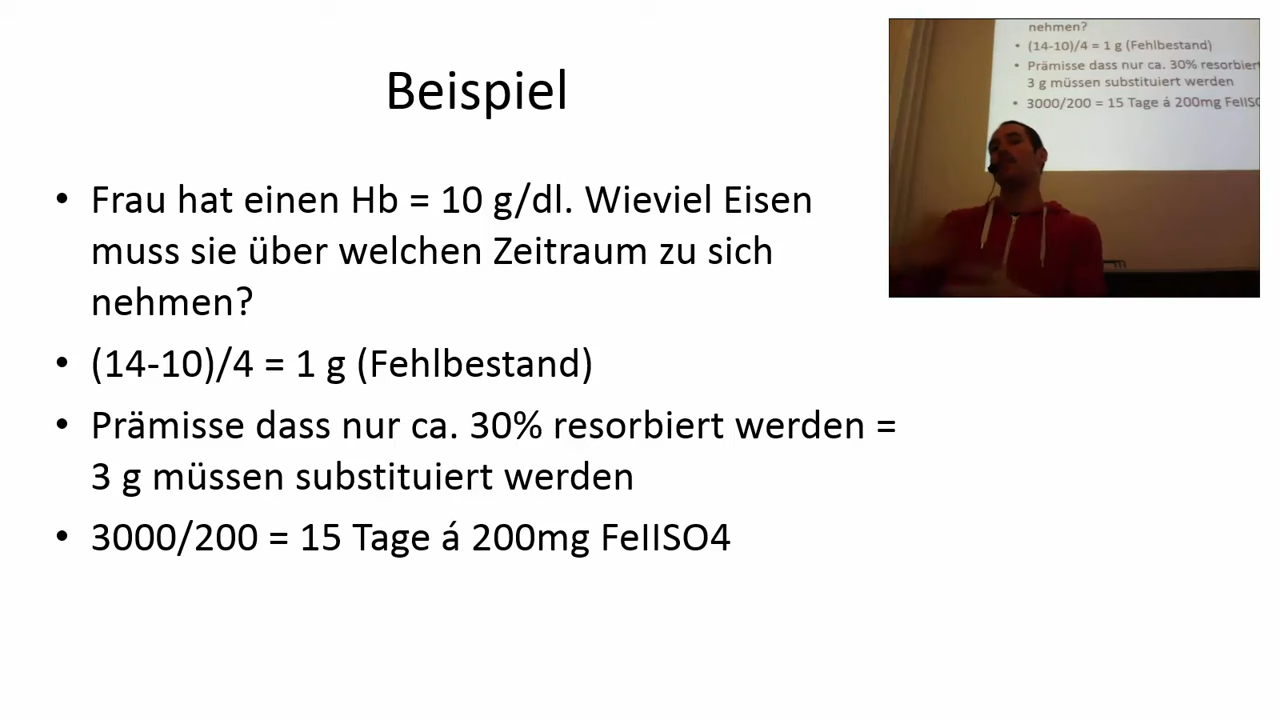 Beispiel
• Frau hat einen Hb = 10 g/dl. Wieviel Eisen
muss sie über welchen Zeitraum zu sich
nehmen?
• (14-10)/4 = 1 g (Fehlbestand)
• Prämisse dass nur ca. 30% resorbiert werden =
3 g müssen substituiert werden
• 3000/200 = 15 Tage á 200mg FeIISO4
nehmen?
• (14-10)/4 = 1 g (Fehlbestand)
• Prämisse dass nur ca. 30% resorbiert
3 g müssen substituiert werden
• 3000/200 = 15 Tage á 200mg FeIISO